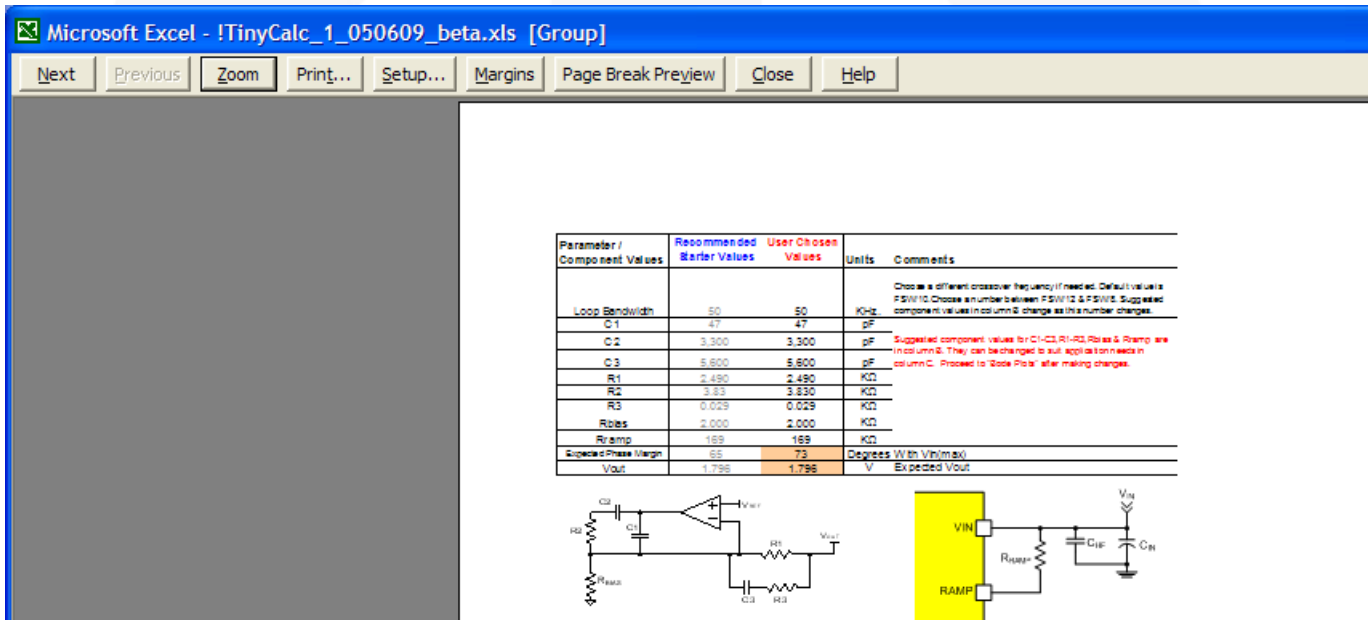 Microsoft Excel - !TinyCalc_1_050609_beta.xls [Group]
Next Previous Zoom Print... Setup... Margins Page Break Preview Close Help
Parameter / Component Values Recommended Starter Values User Chosen Values Units Comments
Choose a different crossover frequency if needed. Default value is
FSW/10. Choose a number between FSW/12 & FSW/8. Suggested
component values in column B change as this number changes.
Loop Bandwidth 50 50 KHz.
C1 47 47 pF
C2 3,300 3,300 pF
Suggested component values for C1-C3, R1-R3, Rbias & Rramp are
in column B. They can be changed to suit application needs in
column C. Proceed to 'Bode Plots' after making changes.
C3 5,600 5,600 pF
R1 2.490 2.490 KΩ
R2 3.83 3.830 KΩ
R3 0.029 0.029 KΩ
Rbias 2.000 2.000 KΩ
Rramp 169 169 KΩ
Expected Phase Margin 65 73 Degrees With Vin(max)
Vout 1.796 1.796 V Expected Vout
C2
R2
C1
+
−
R1
VOUT
RBIAS
C3 R3
VIN
VIN
RRAMP
CHF
CIN
RAMP